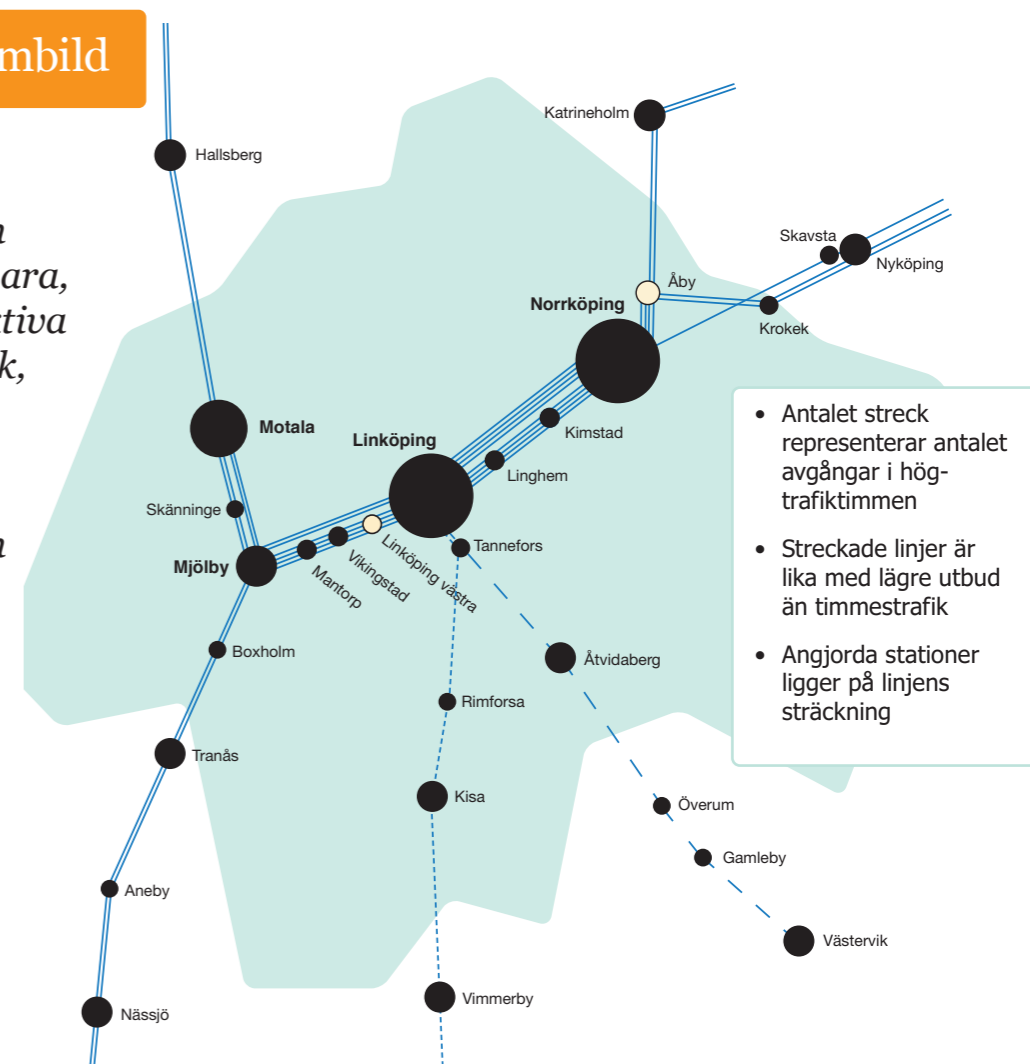 mbild
n
ara,
tiva
k,
n
Katrineholm
Hallsberg
Skavsta
Nyköping
Åby
Norrköping
Krokek
Motala
Linköping
Kimstad
Linghem
Skänninge
Tannefors
Mjölby
Mantorp
Vikingstad
Linköping västra
Boxholm
Åtvidaberg
Rimforsa
Tranås
Kisa
Överum
Gamleby
Aneby
Västervik
Vimmerby
Nässjö
• Antalet streck
representerar antalet
avgångar i hög-
trafiktimmen
• Streckade linjer är
lika med lägre utbud
än timmestrafik
• Angjorda stationer
ligger på linjens
sträckning